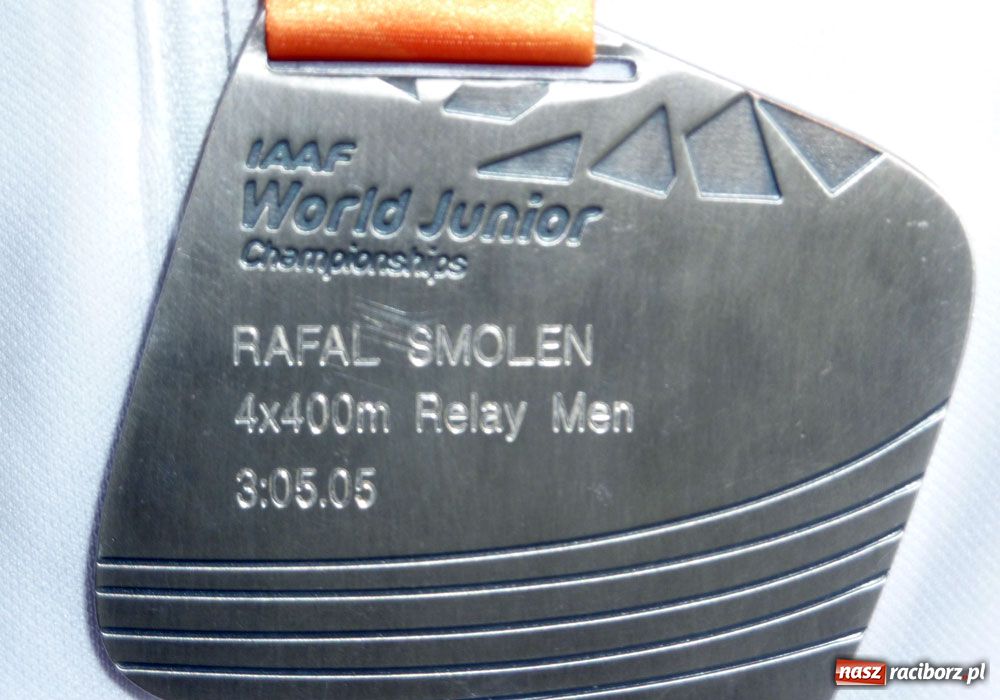 IAAF
World Junior
Championships
RAFAL SMOLEN
4x400m Relay Men
3:05.05
nasz raciborz.pl